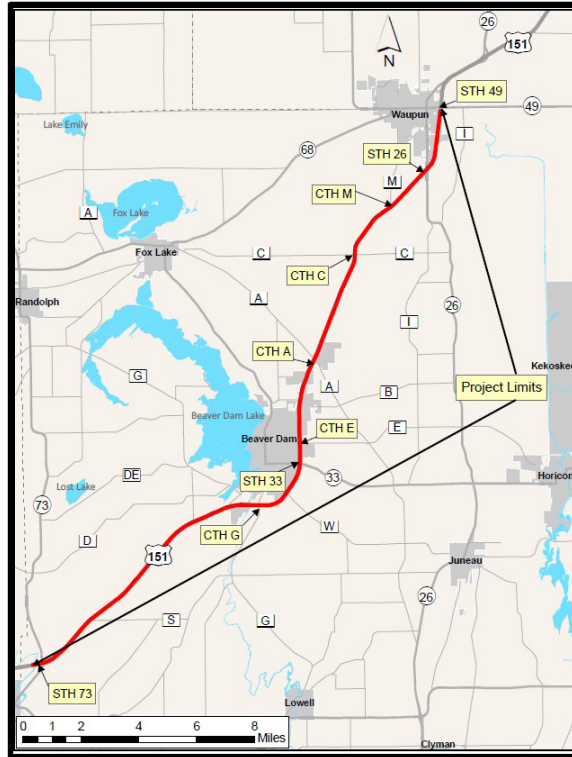 26
151
N
STH 49
Waupun
49
Lake Emily
I
68
STH 26
M
CTH M
A
Fox Lake
Fox Lake
C
C
CTH C
Randolph
A
26
I
CTH A
Kekoskee
G
A
B
Project Limits
Beaver Dam Lake
CTH E
E
Beaver Dam
STH 33
33
Horicon
DE
Lost Lake
73
CTH G
W
D
151
Juneau
S
G
26
STH 73
Lowell
0 1 2 4 6 8
Miles
Clyman